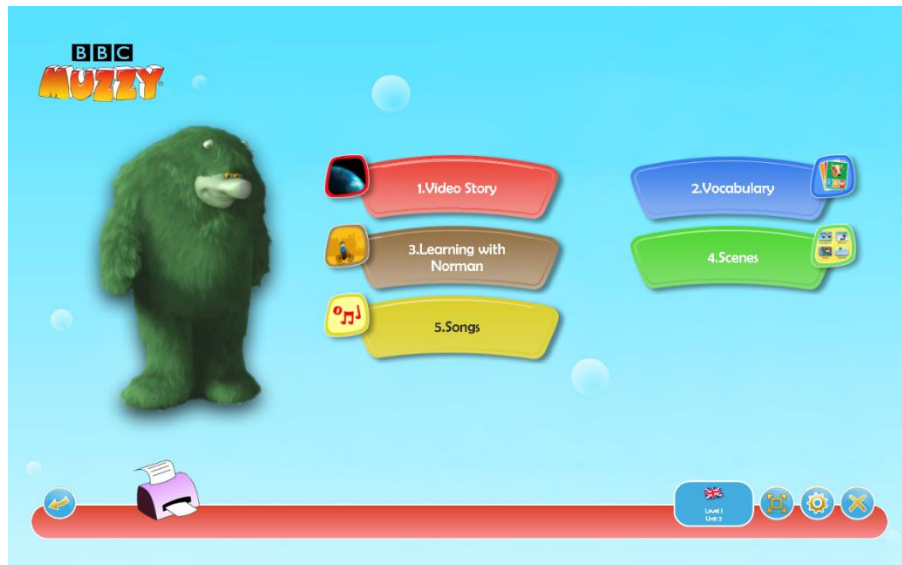 BBC
MUZZY
1.Video Story
2.Vocabulary
3.Learning with
Norman
4.Scenes
5.Songs
Level 1
Unit 2